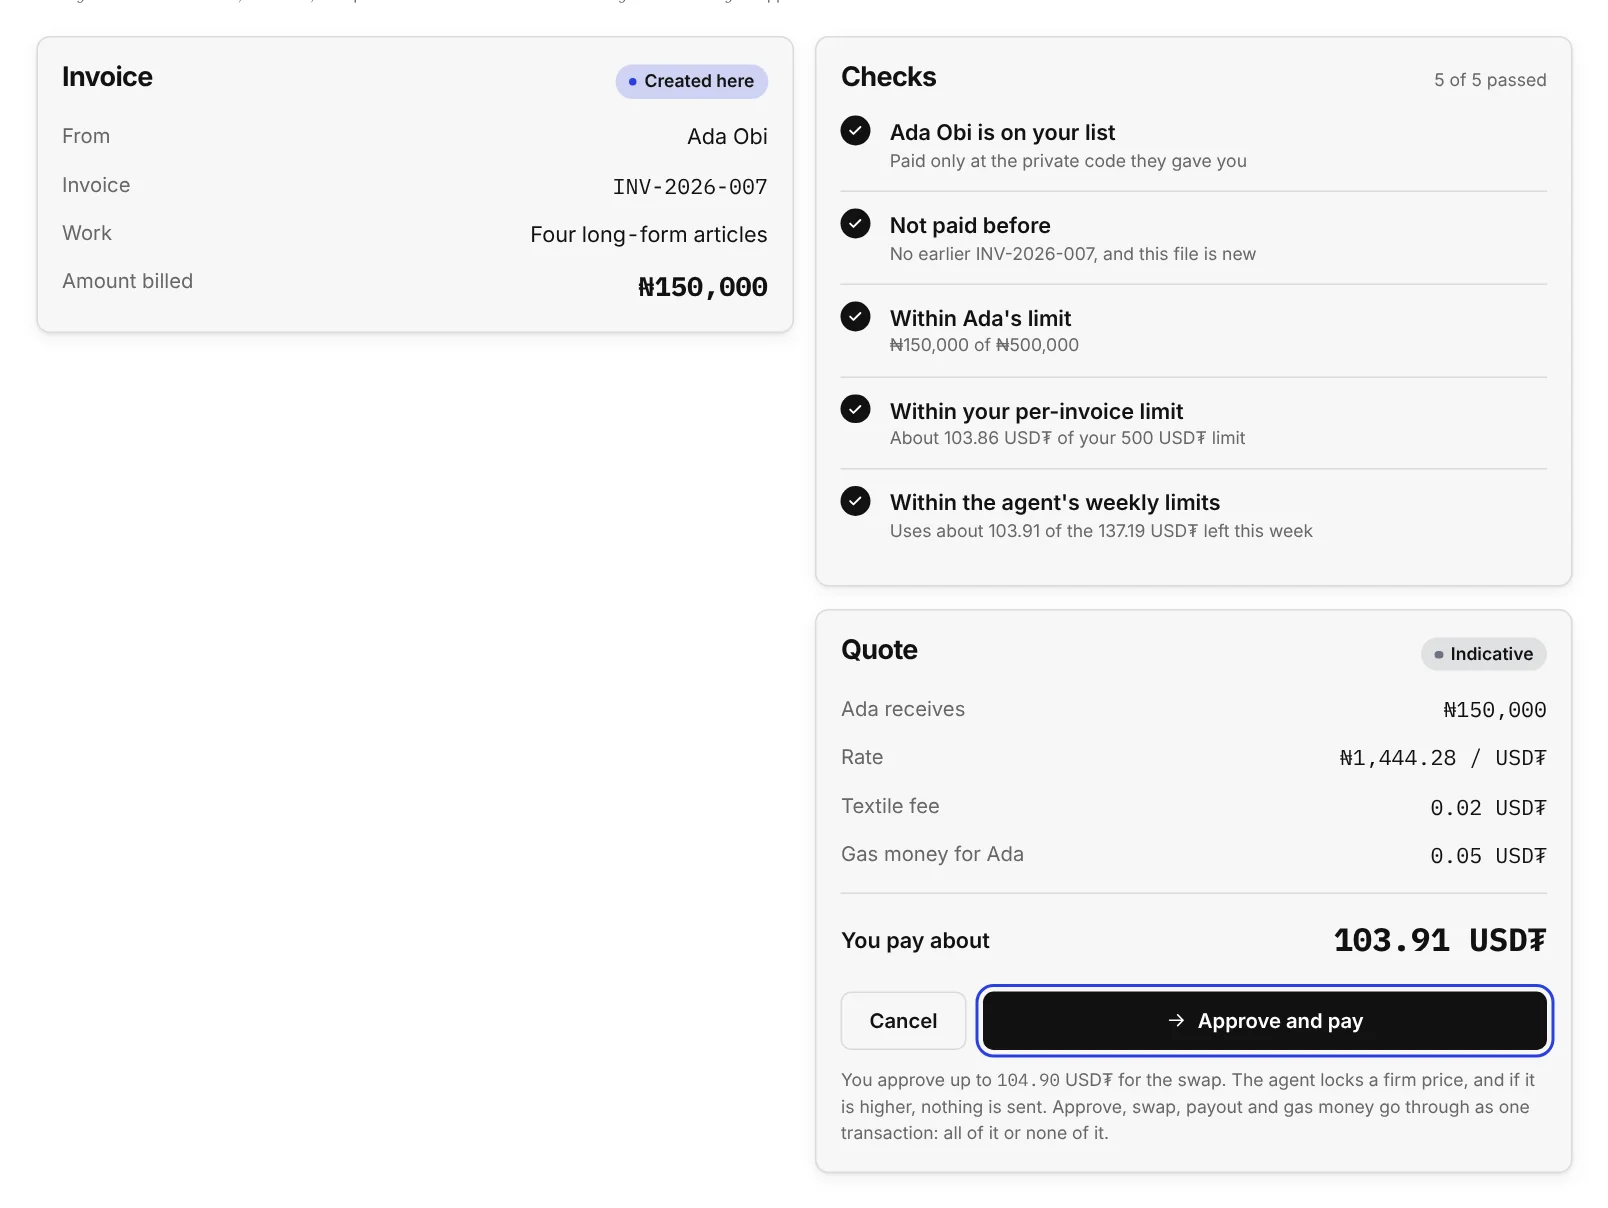 Invoice
Created here
From
Ada Obi
Invoice
INV-2026-007
Work
Four long-form articles
Amount billed
₦150,000
Checks
5 of 5 passed
Ada Obi is on your list
Paid only at the private code they gave you
Not paid before
No earlier INV-2026-007, and this file is new
Within Ada's limit
₦150,000 of ₦500,000
Within your per-invoice limit
About 103.86 USD₮ of your 500 USD₮ limit
Within the agent's weekly limits
Uses about 103.91 of the 137.19 USD₮ left this week
Quote
Indicative
Ada receives
₦150,000
Rate
₦1,444.28 / USD₮
Textile fee
0.02 USD₮
Gas money for Ada
0.05 USD₮
You pay about
103.91 USD₮
Cancel
→ Approve and pay
You approve up to 104.90 USD₮ for the swap. The agent locks a firm price, and if it
is higher, nothing is sent. Approve, swap, payout and gas money go through as one
transaction: all of it or none of it.